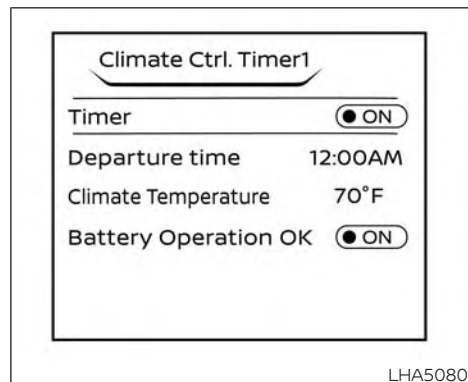 Climate Ctrl. Timer1
Timer ON
Departure time 12:00AM
Climate Temperature 70°F
Battery Operation OK ON
LHA5080